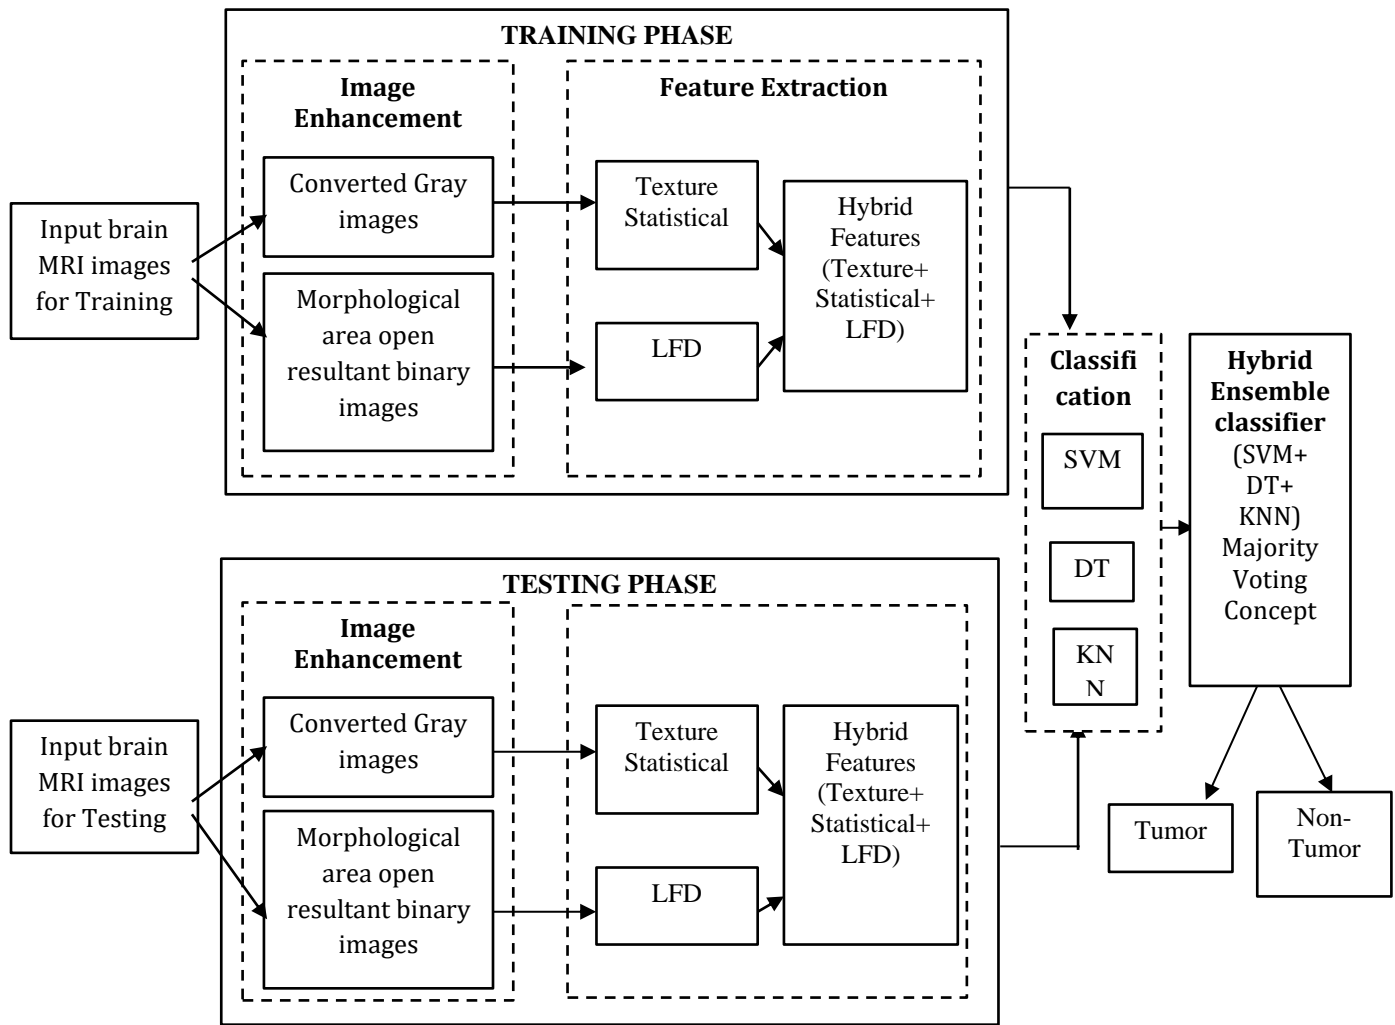 TRAINING PHASE
Image
Enhancement
Feature Extraction
Input brain
MRI images
for Training
Converted Gray
images
Morphological
area open
resultant binary
images
Texture
Statistical
LFD
Hybrid
Features
(Texture+
Statistical+
LFD)
TESTING PHASE
Image
Enhancement
Input brain
MRI images
for Testing
Converted Gray
images
Morphological
area open
resultant binary
images
Texture
Statistical
LFD
Hybrid
Features
(Texture+
Statistical+
LFD)
Classifi
cation
SVM
DT
KN
N
Hybrid
Ensemble
classifier
(SVM+
DT+
KNN)
Majority
Voting
Concept
Tumor
Non-
Tumor